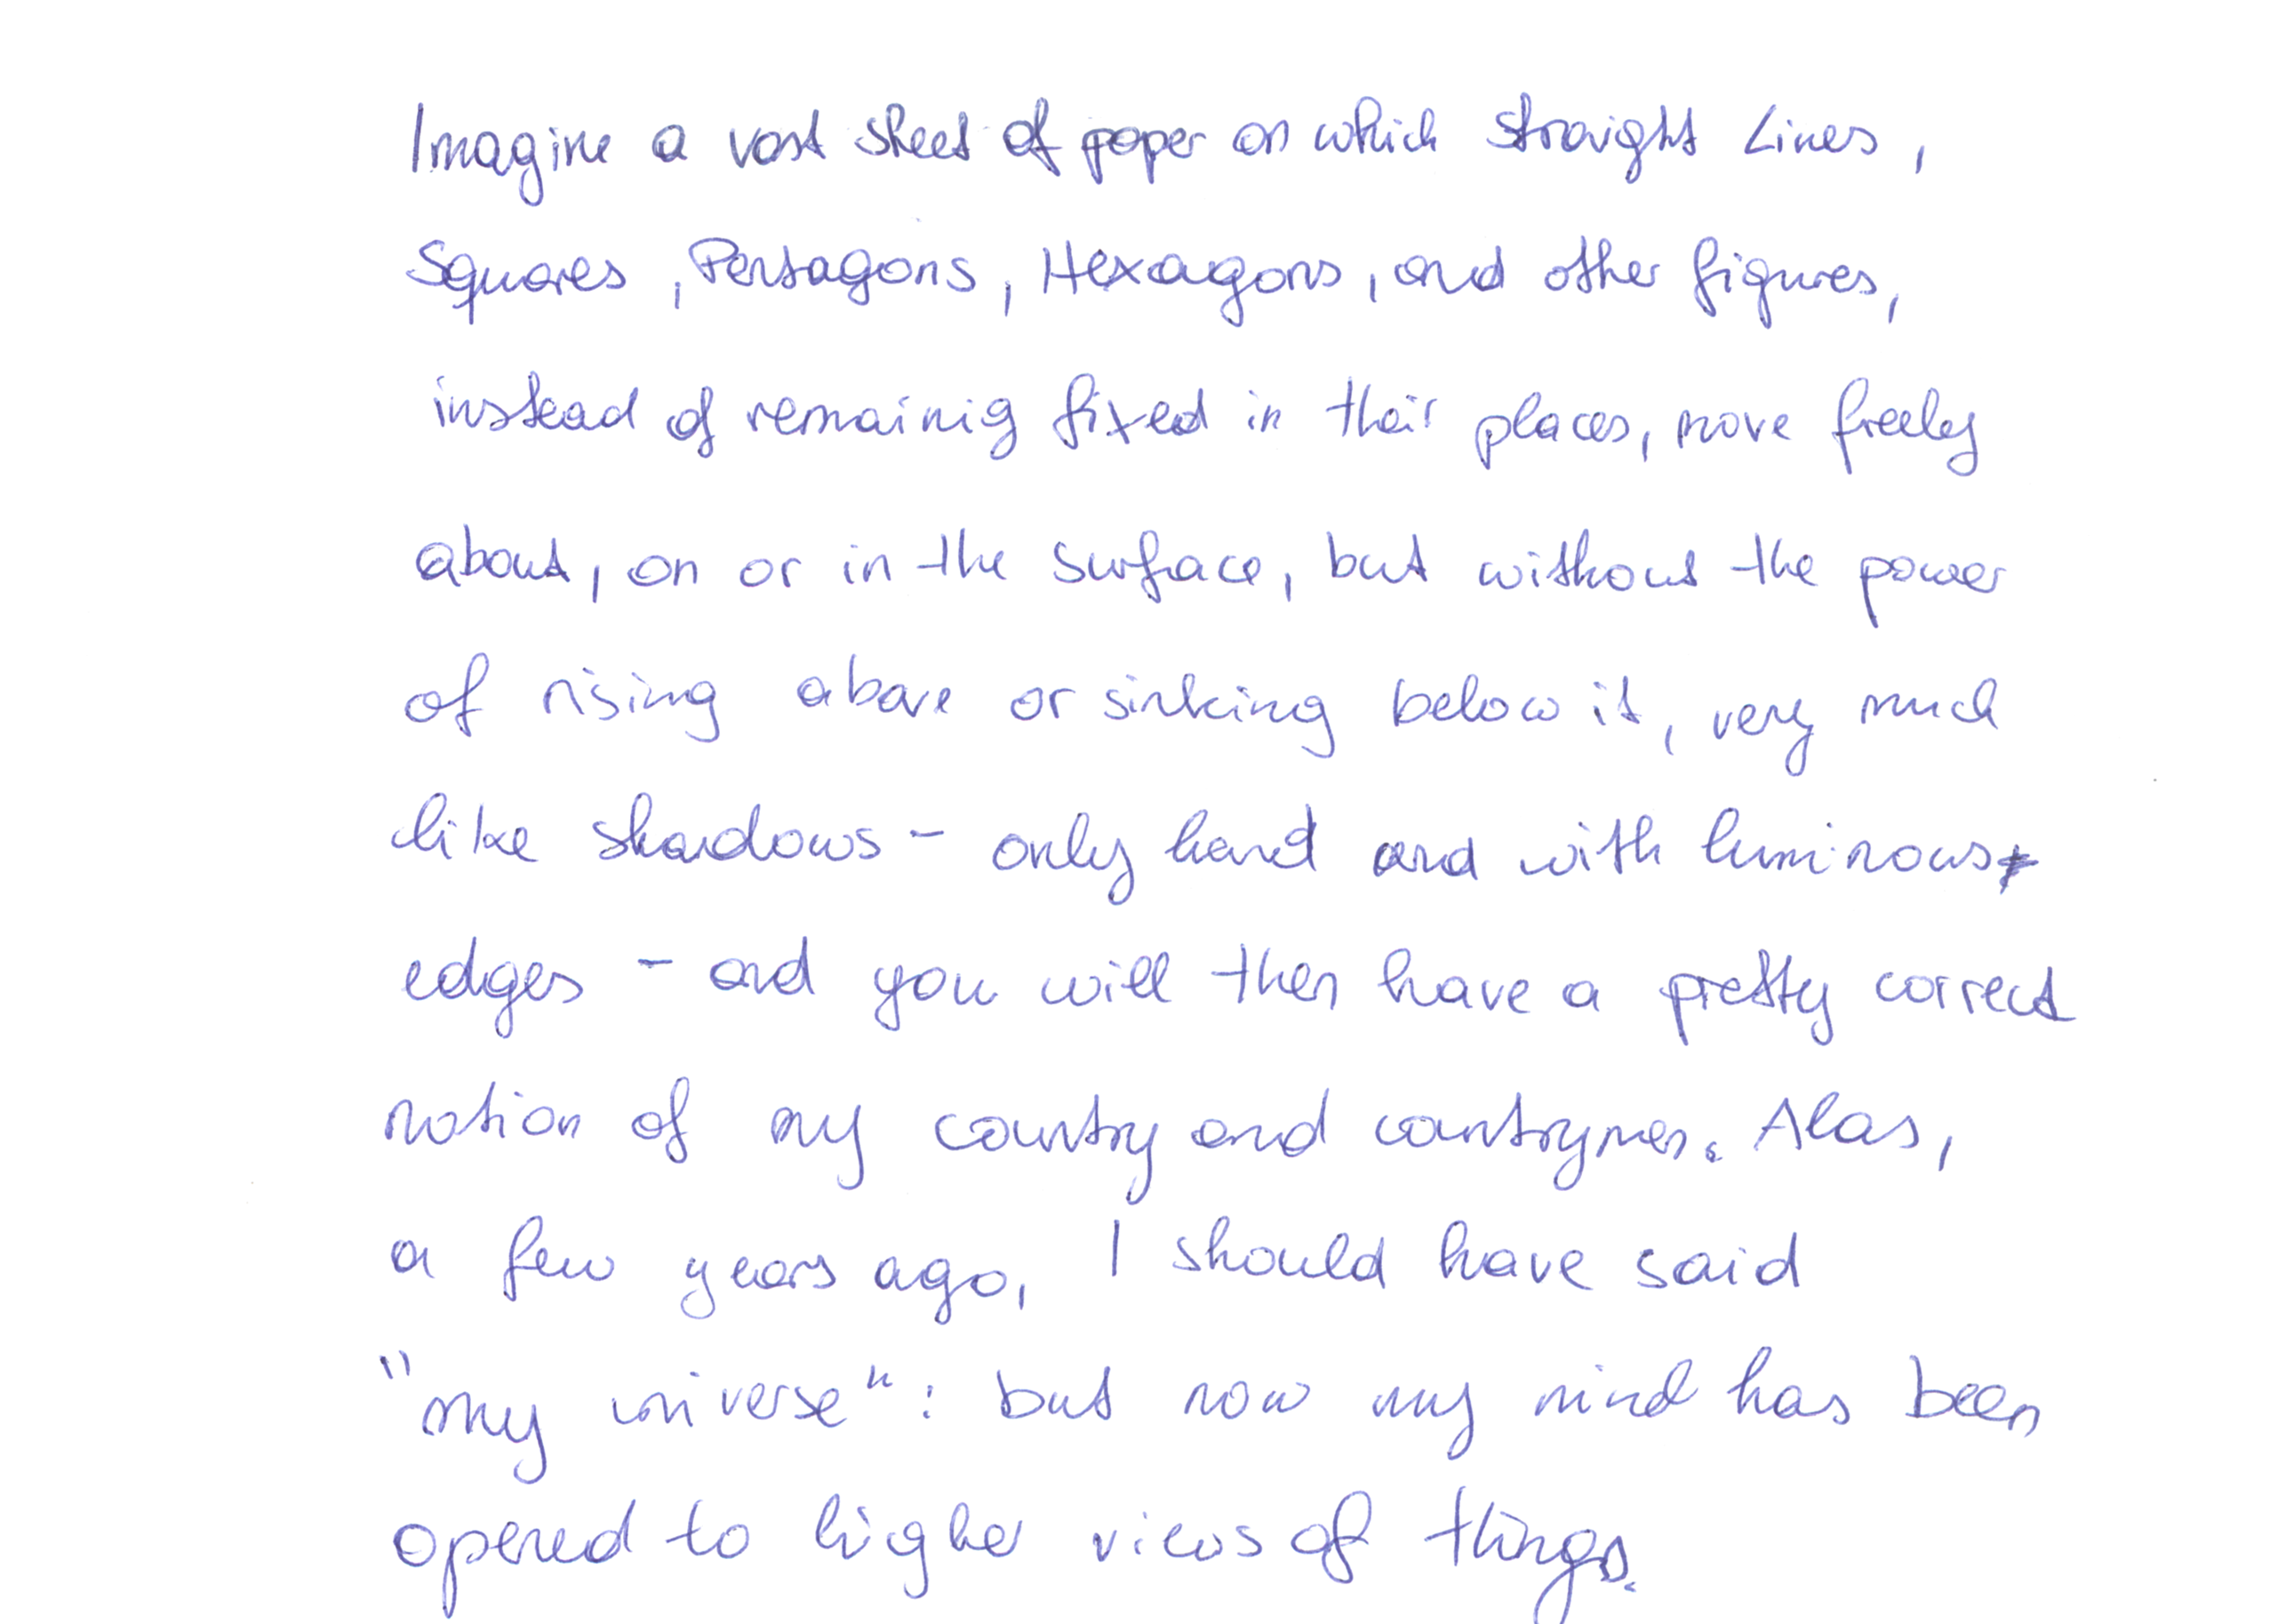 Imagine a vast sheet of paper on which straight Lines,
Squares, Pentagons, Hexagons, and other figures,
instead of remainig fixed in their places, move freely
about, on or in the surface, but without the power
of rising above or sinking below it, very much
like shadows - only hard and with luminous
edges - and you will then have a pretty correct
notion of my country and countrymen. Alas,
a few years ago, I should have said
"my universe": but now my mind has been
opened to higher views of things.